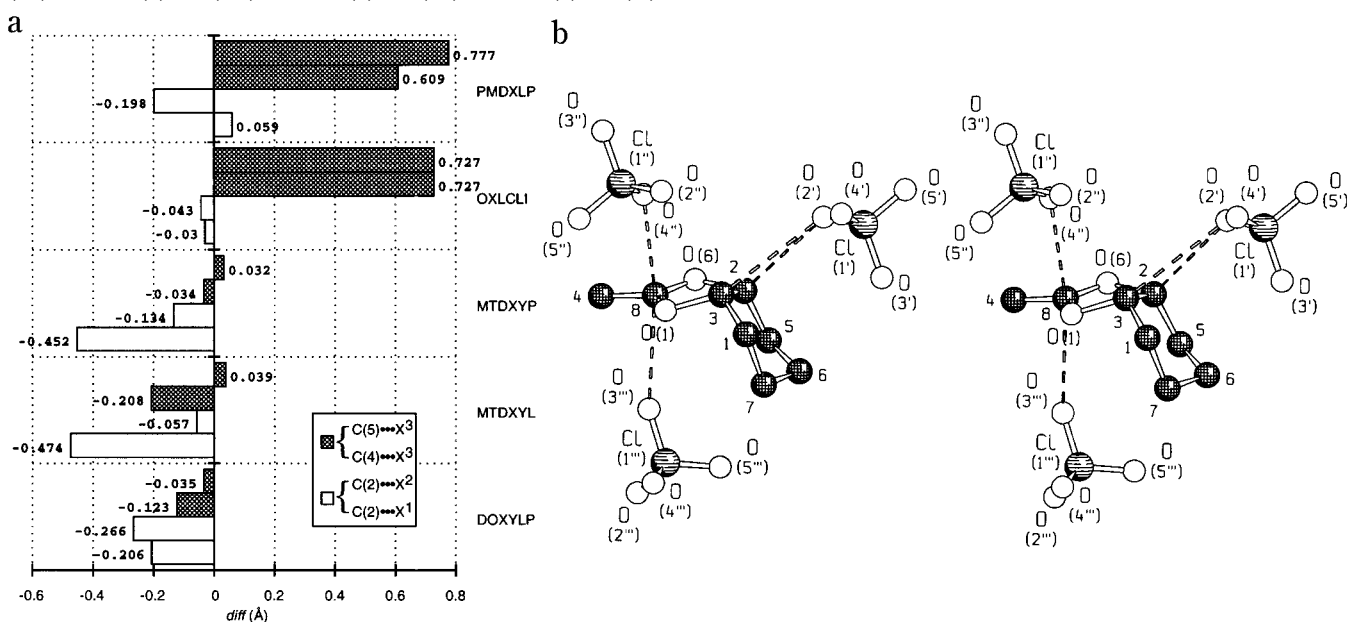 a
0.777
0.609
-0.198
0.059
PMDXLP
0.727
0.727
-0.043
-0.03
OXLCLI
0.032
-0.034
-0.134
-0.452
MTDXYP
0.039
-0.208
-0.057
-0.474
MTDXYL
C(5)•••X3
C(4)•••X3
C(2)•••X2
C(2)•••X1
-0.035
-0.123
-0.266
-0.206
DOXYLP
-0.6 -0.4 -0.2 0 0.2 0.4 0.6 0.8
diff (Å)
b
O
(3")
Cl
(1")
O
(2")
O
(4")
O
(5")
O
(2')
O
(4')
O
(5')
Cl
(1')
O
(3')
O (6)
2
4
8
O (1)
3
1
5
6
7
O
(3"')
Cl
(1"')
O
(5"')
O
(4"')
O
(2"')
O
(3")
Cl
(1")
O
(2")
O
(4")
O
(5")
O
(2')
O
(4')
O
(5')
Cl
(1')
O
(3')
O (6)
2
4
8
O (1)
3
1
5
6
7
O
(3"')
Cl
(1"')
O
(5"')
O
(4"')
O
(2"')